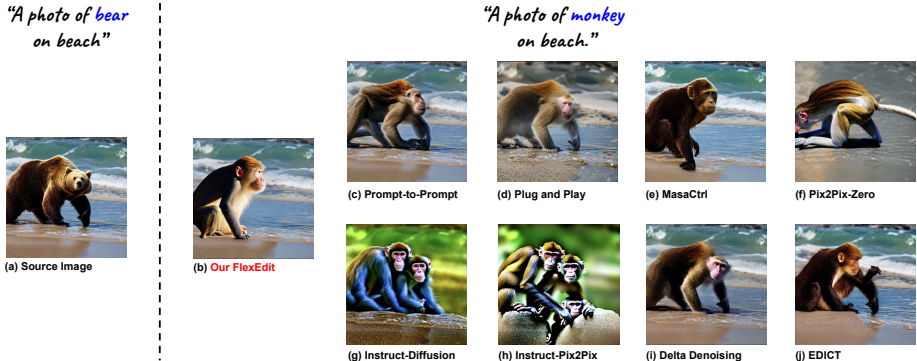 “A photo of bear
on beach”
“A photo of monkey
on beach.”
(a) Source Image
(b) Our FlexEdit
(c) Prompt-to-Prompt
(d) Plug and Play
(e) MasaCtrl
(f) Pix2Pix-Zero
(g) Instruct-Diffusion
(h) Instruct-Pix2Pix
(i) Delta Denoising
(j) EDICT